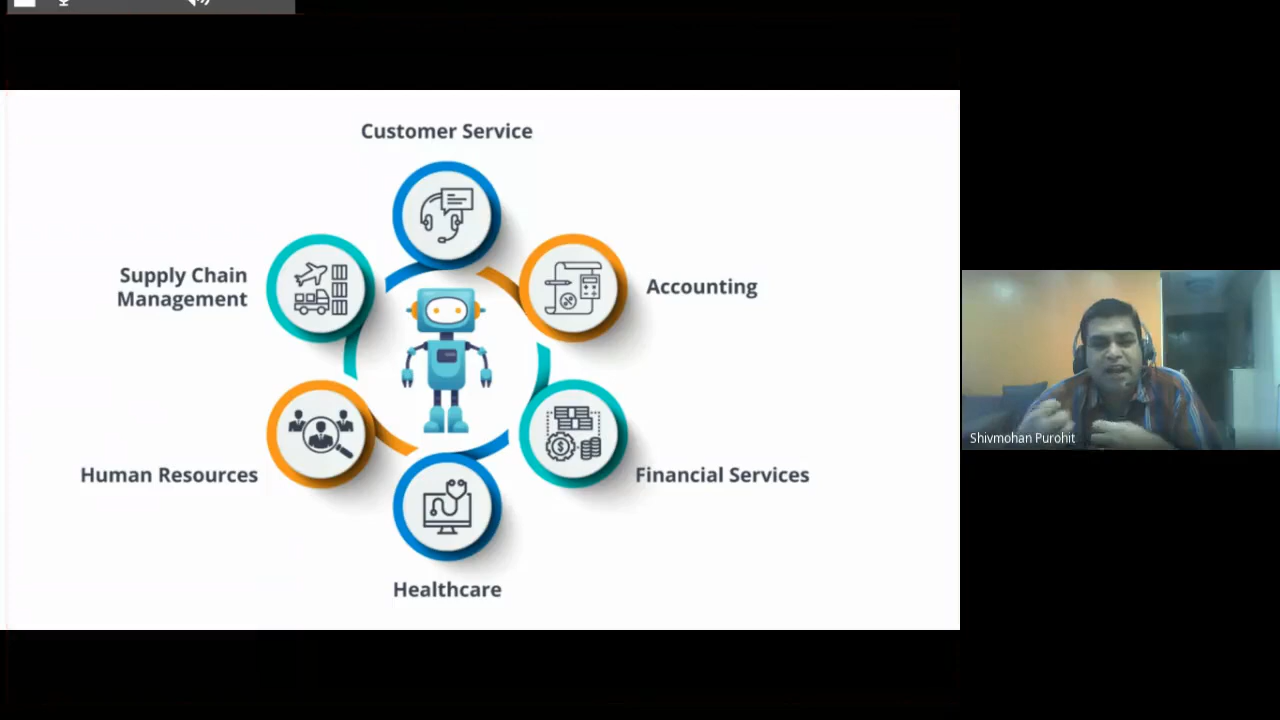 Customer Service
Supply Chain
Management
Accounting
Human Resources
Financial Services
Healthcare
Shivmohan Purohit